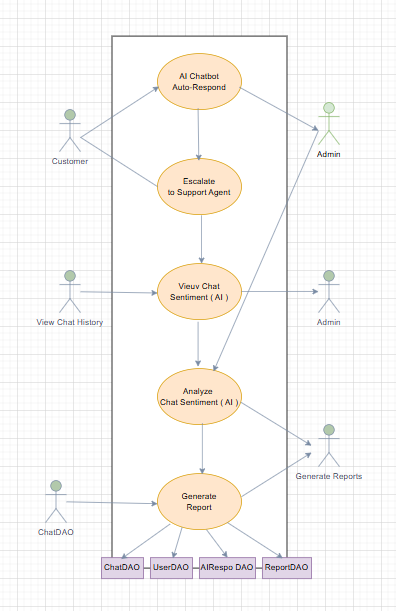 AI Chatbot
Auto-Respond
Customer
Admin
Escalate
to Support Agent
Vieuv Chat
Sentiment ( AI )
View Chat History
Admin
Analyze
Chat Sentiment ( AI )
Generate Reports
Generate
Report
ChatDAO
ChatDAO
UserDAO
AIRespo DAO
ReportDAO